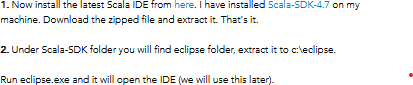 1. Now install the latest Scala IDE from here. I have installed Scala-SDK-4.7 on my
machine. Download the zipped file and extract it. That's it.
2. Under Scala-SDK folder you will find eclipse folder, extract it to c:\eclipse.
Run eclipse.exe and it will open the IDE (we will use this later).